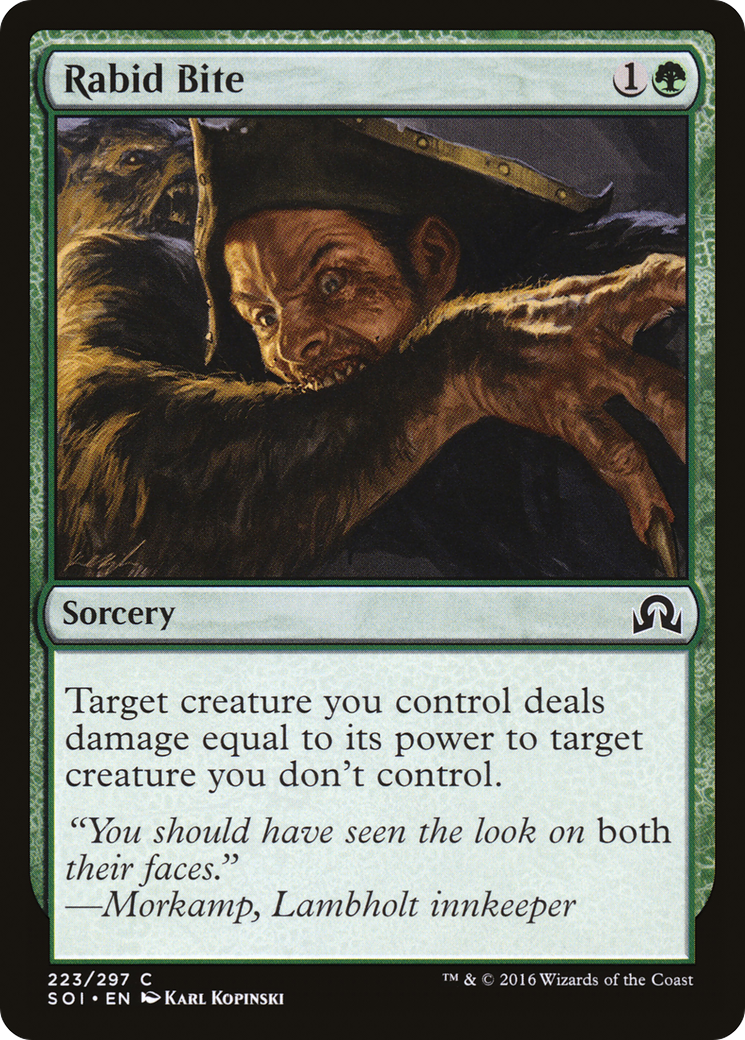 Rabid Bite 1
Sorcery
Target creature you control deals
damage equal to its power to target
creature you don't control.
“You should have seen the look on both
their faces.”
—Morkamp, Lambholt innkeeper
223/297 C
SOI • EN Karl Kopinski
™ & © 2016 Wizards of the Coast